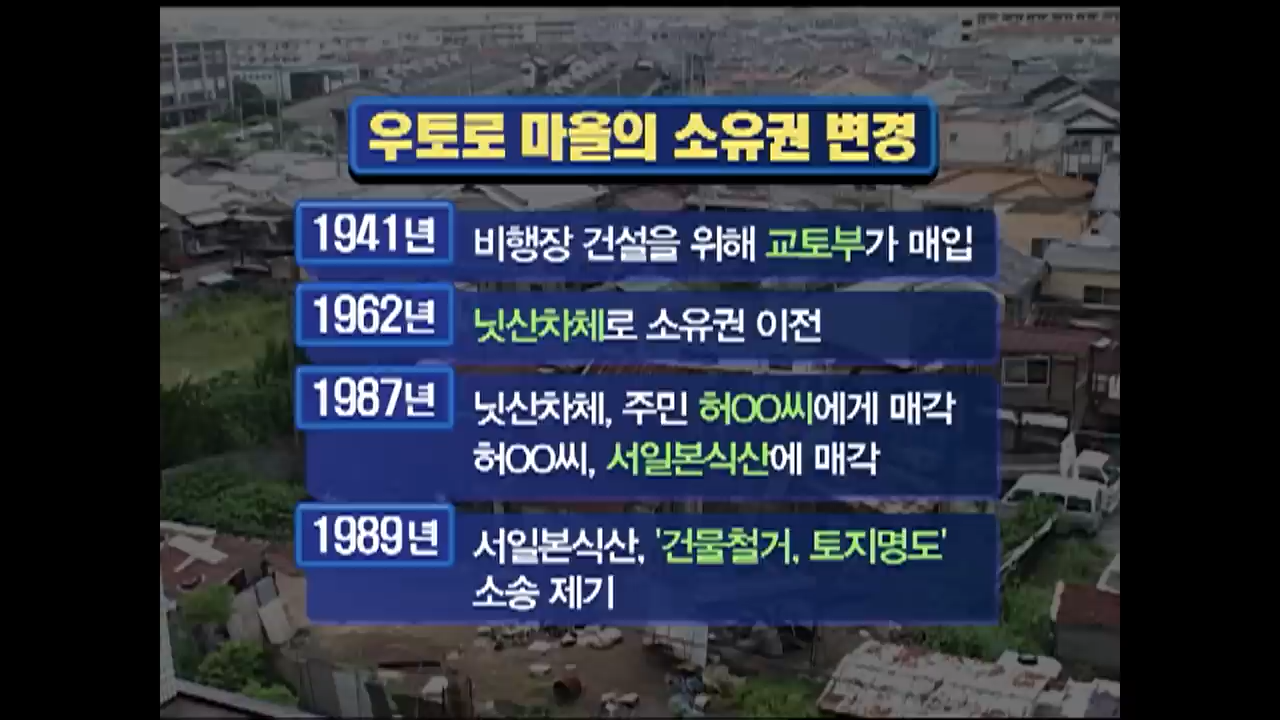 우토로 마을의 소유권 변경
1941년 비행장 건설을 위해 교토부가 매입
1962년 닛산차체로 소유권 이전
1987년 닛산차체, 주민 허OO씨에게 매각
허OO씨, 서일본식산에 매각
1989년 서일본식산, '건물철거, 토지명도'
소송 제기